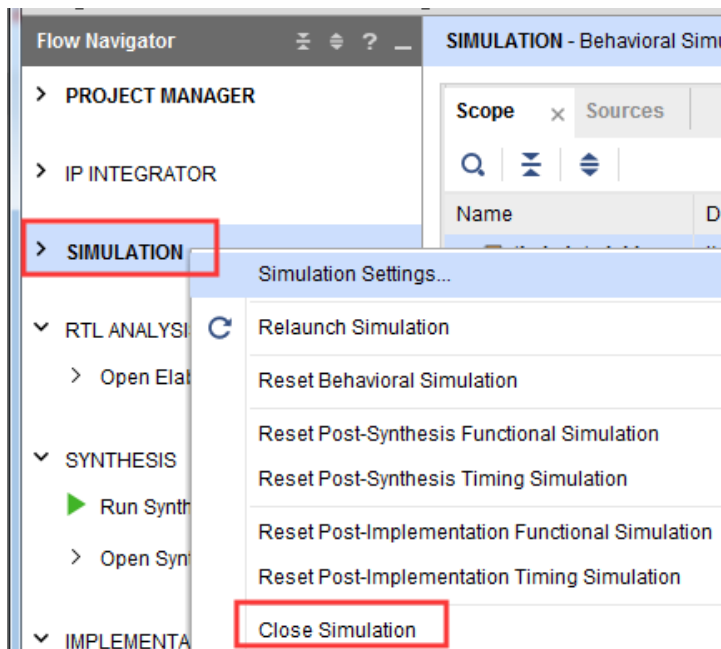 Flow Navigator
SIMULATION - Behavioral Simu
PROJECT MANAGER
Scope
Sources
IP INTEGRATOR
Name
D
SIMULATION
Simulation Settings...
RTL ANALYSI
Relaunch Simulation
Open Elab
Reset Behavioral Simulation
Reset Post-Synthesis Functional Simulation
SYNTHESIS
Reset Post-Synthesis Timing Simulation
Run Synth
Reset Post-Implementation Functional Simulation
Open Syn
Reset Post-Implementation Timing Simulation
Close Simulation
IMPLEMENTA